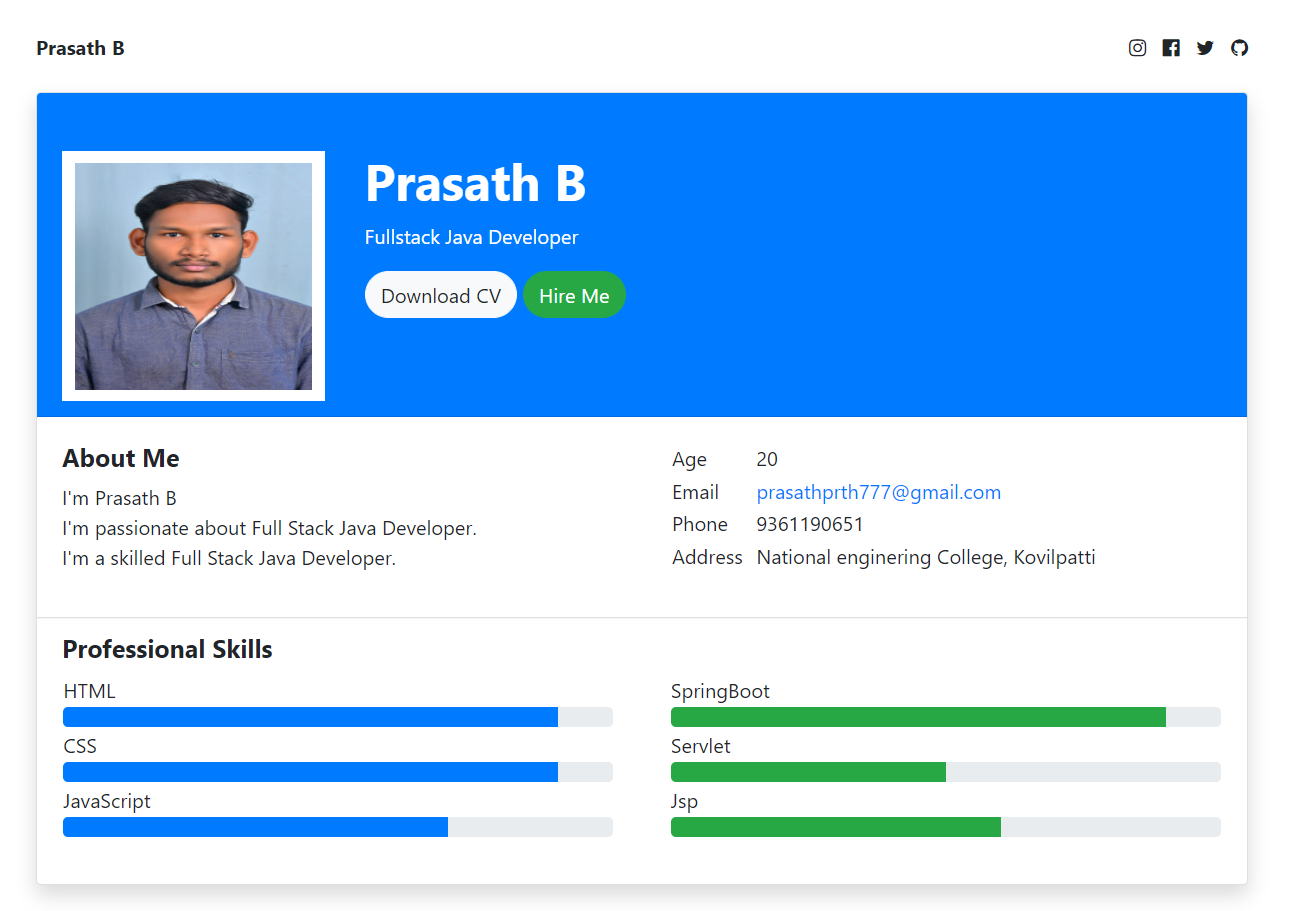 Prasath B
Prasath B
Fullstack Java Developer
Download CV
Hire Me
About Me
I'm Prasath B
I'm passionate about Full Stack Java Developer.
I'm a skilled Full Stack Java Developer.
Age 20
Email prasathprth777@gmail.com
Phone 9361190651
Address National enginering College, Kovilpatti
Professional Skills
HTML
CSS
JavaScript
SpringBoot
Servlet
Jsp